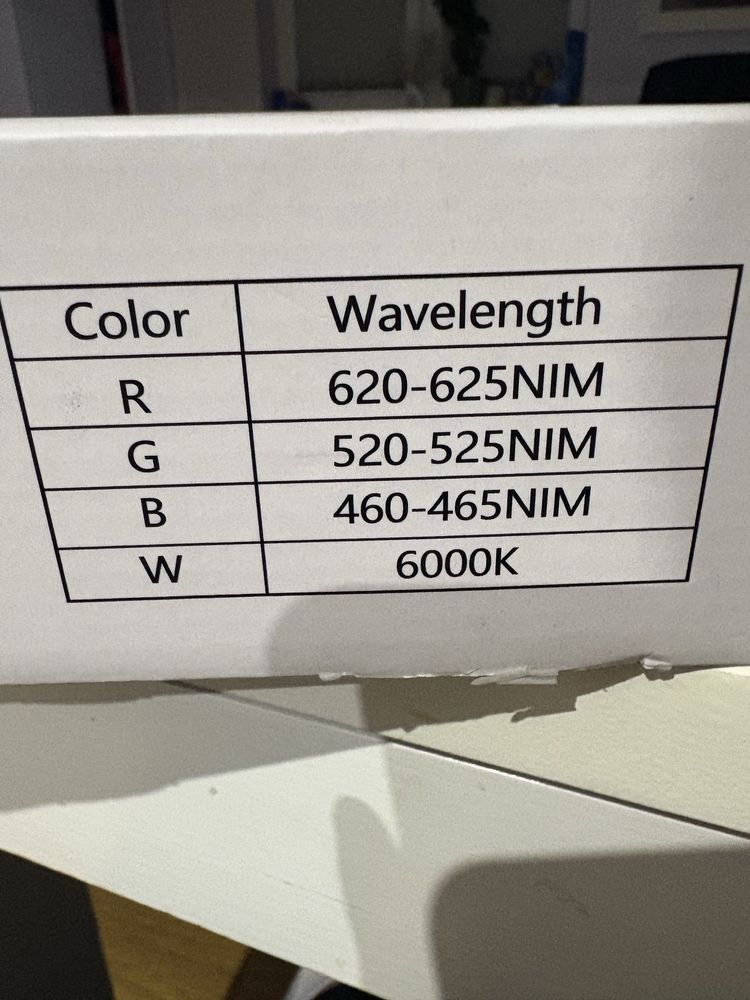 Color Wavelength
R 620-625NIM
G 520-525NIM
B 460-465NIM
W 6000K